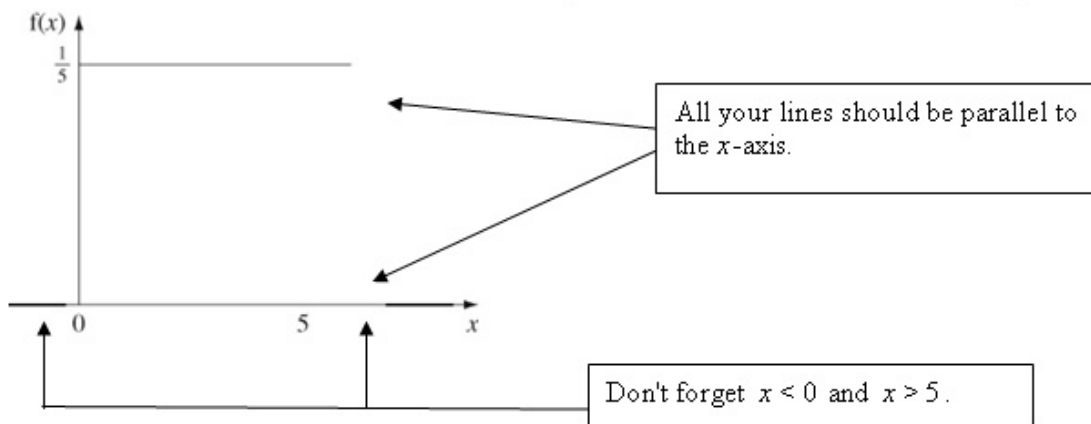 f(x)
1
5
All your lines should be parallel to
the x-axis.
0
5
x
Don't forget x < 0 and x > 5.